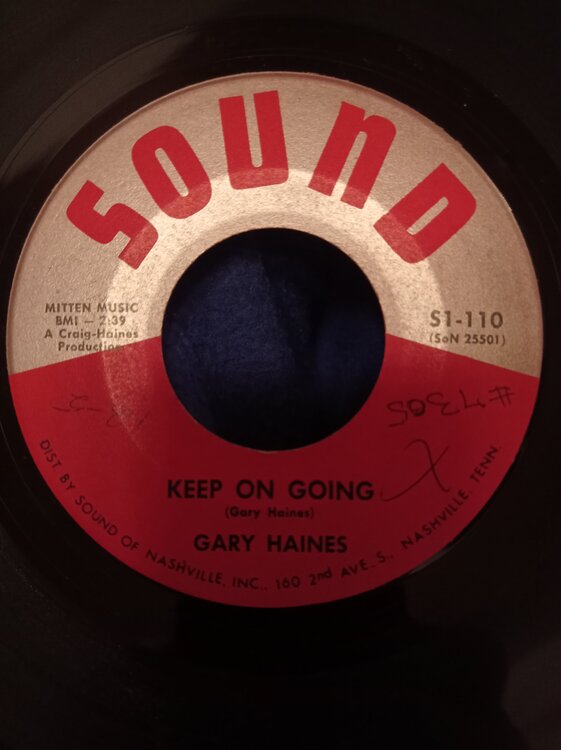 SOUND
MITTEN MUSIC
BMI – 2:39
A Craig-Haines
Production
S1-110
(SoN 25501)
#7305
KEEP ON GOING
(Gary Haines)
GARY HAINES
DIST BY SOUND OF NASHVILLE, INC., 160 2nd AVE. S., NASHVILLE, TENN.